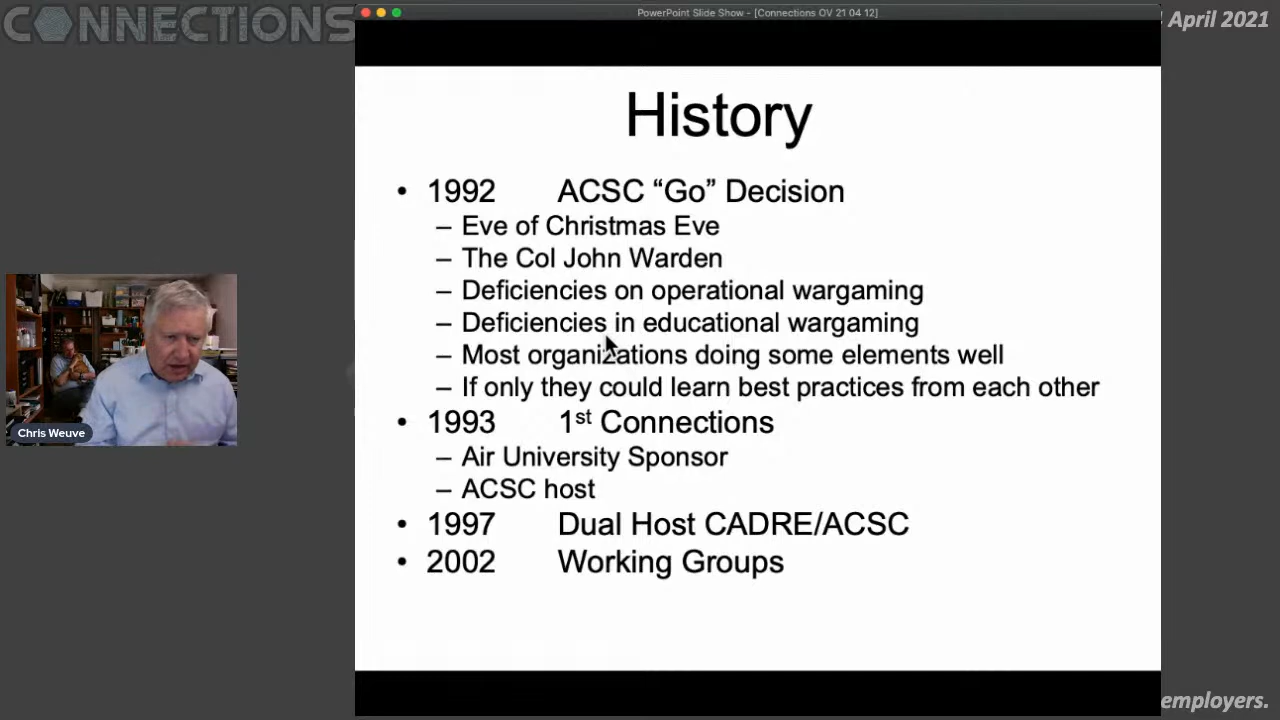 CONNECTIONS
PowerPoint Slide Show - [Connections OV 21 04 12]
April 2021
History
• 1992 ACSC “Go” Decision
– Eve of Christmas Eve
– The Col John Warden
– Deficiencies on operational wargaming
– Deficiencies in educational wargaming
– Most organizations doing some elements well
– If only they could learn best practices from each other
• 1993 1st Connections
– Air University Sponsor
– ACSC host
• 1997 Dual Host CADRE/ACSC
• 2002 Working Groups
Chris Weuve
employers.